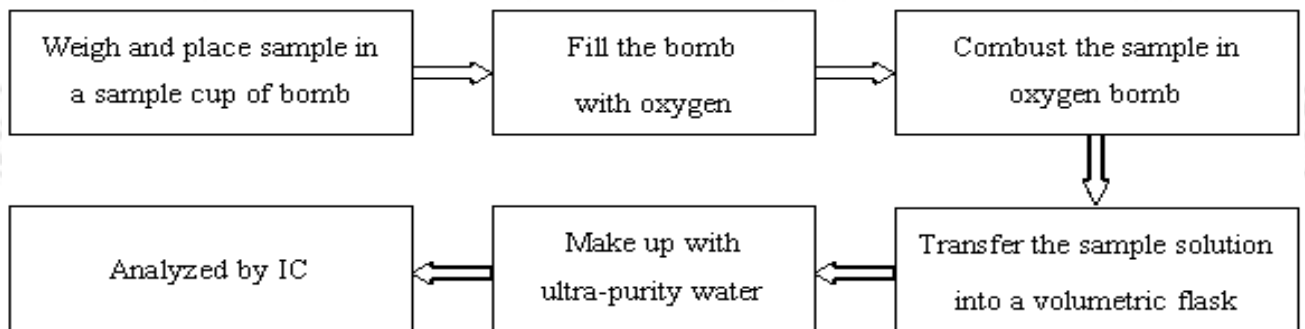 Weigh and place sample in
a sample cup of bomb
Fill the bomb
with oxygen
Combust the sample in
oxygen bomb
Transfer the sample solution
into a volumetric flask
Make up with
ultra-purity water
Analyzed by IC